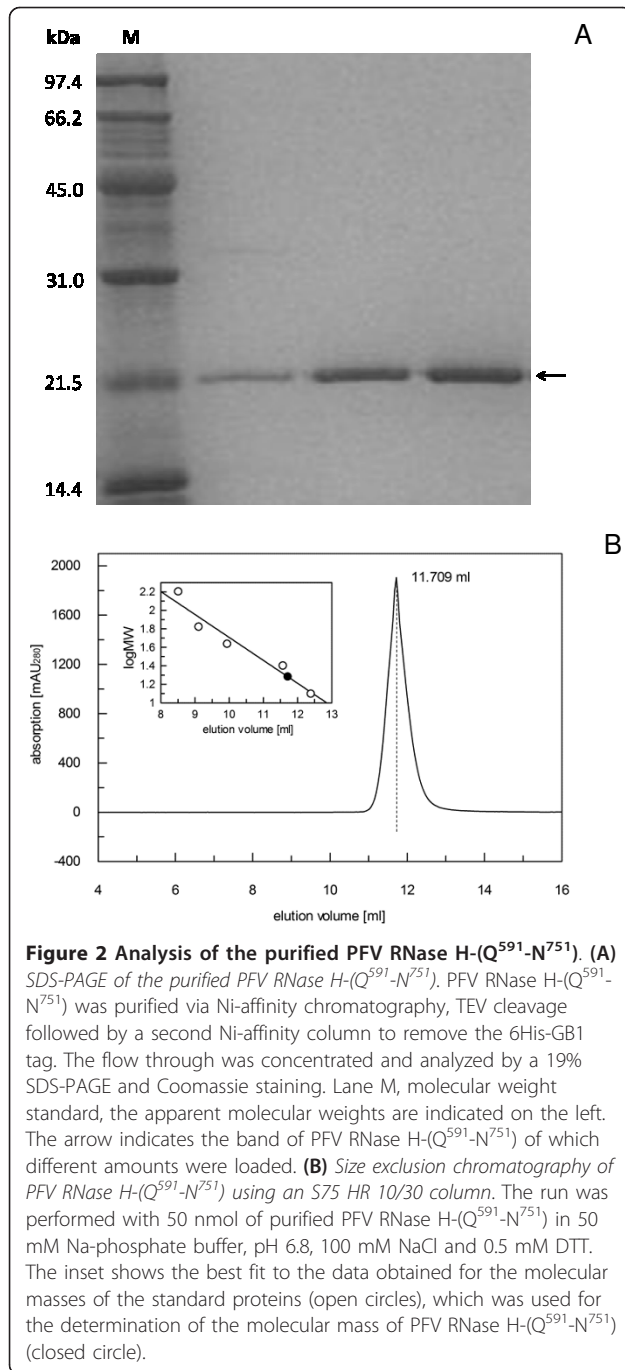 kDa M A
97.4
66.2
45.0
31.0
21.5
14.4
B
2000
1600
1200
800
400
0
-400
absorption [mAU280]
11.709 ml
2.2
2
1.8
1.6
1.4
1.2
1
logMW
8 9 10 11 12 13
elution volume [ml]
4 6 8 10 12 14 16
elution volume [ml]
Figure 2 Analysis of the purified PFV RNase H-(Q591-N751). (A)
SDS-PAGE of the purified PFV RNase H-(Q591-N751). PFV RNase H-(Q591-
N751) was purified via Ni-affinity chromatography, TEV cleavage
followed by a second Ni-affinity column to remove the 6His-GB1
tag. The flow through was concentrated and analyzed by a 19%
SDS-PAGE and Coomassie staining. Lane M, molecular weight
standard, the apparent molecular weights are indicated on the left.
The arrow indicates the band of PFV RNase H-(Q591-N751) of which
different amounts were loaded. (B) Size exclusion chromatography of
PFV RNase H-(Q591-N751) using an S75 HR 10/30 column. The run was
performed with 50 nmol of purified PFV RNase H-(Q591-N751) in 50
mM Na-phosphate buffer, pH 6.8, 100 mM NaCl and 0.5 mM DTT.
The inset shows the best fit to the data obtained for the molecular
masses of the standard proteins (open circles), which was used for
the determination of the molecular mass of PFV RNase H-(Q591-N751)
(closed circle).